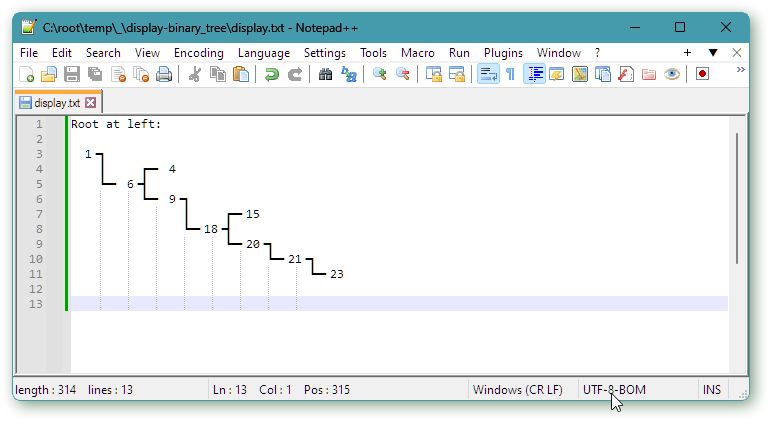 C:\root\temp\_\display-binary_tree\display.txt - Notepad++
File Edit Search View Encoding Language Settings Tools Macro Run Plugins Window ? + ▼ X
display.txt
1 Root at left:
2
3 1
4 4
5 6
6 9
7 15
8 18
9 20
10 21
11 23
12
13
length : 314 lines : 13 Ln : 13 Col : 1 Pos : 315 Windows (CR LF) UTF-8-BOM INS